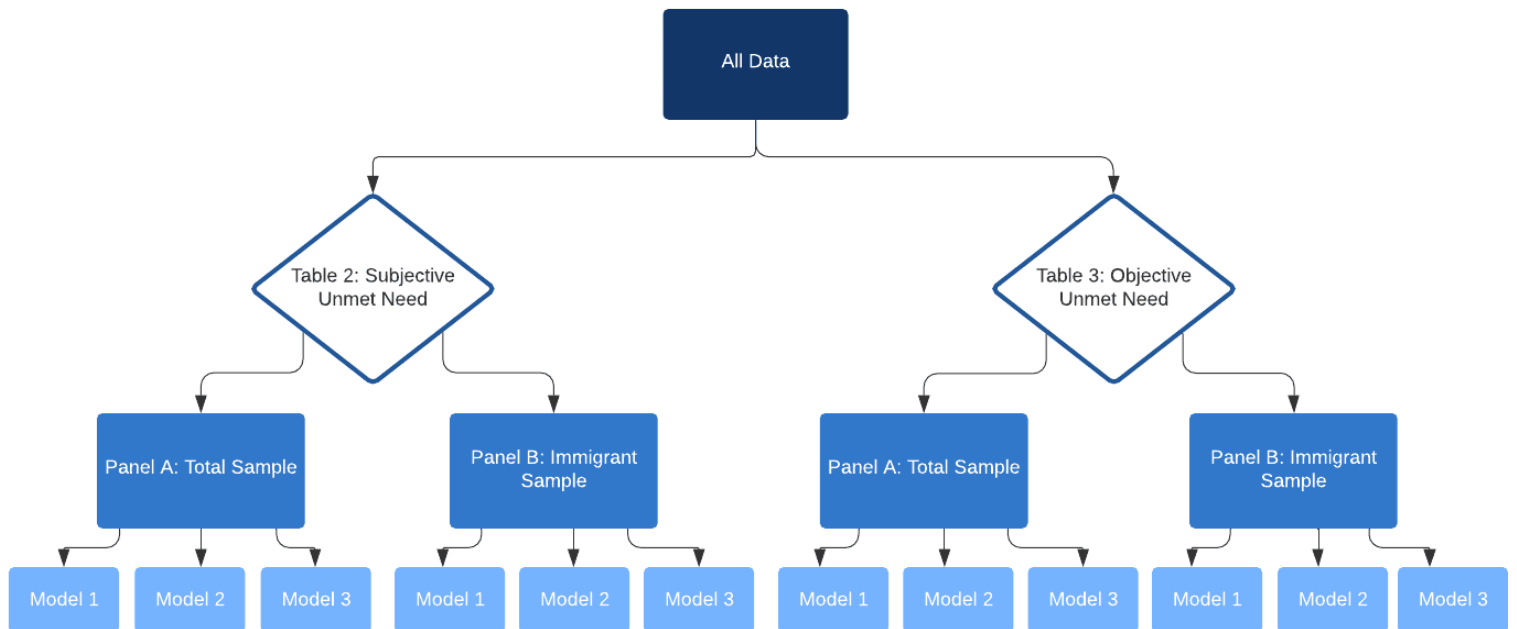 All Data
Table 2: Subjective
Unmet Need
Table 3: Objective
Unmet Need
Panel A: Total Sample
Panel B: Immigrant
Sample
Panel A: Total Sample
Panel B: Immigrant
Sample
Model 1
Model 2
Model 3
Model 1
Model 2
Model 3
Model 1
Model 2
Model 3
Model 1
Model 2
Model 3